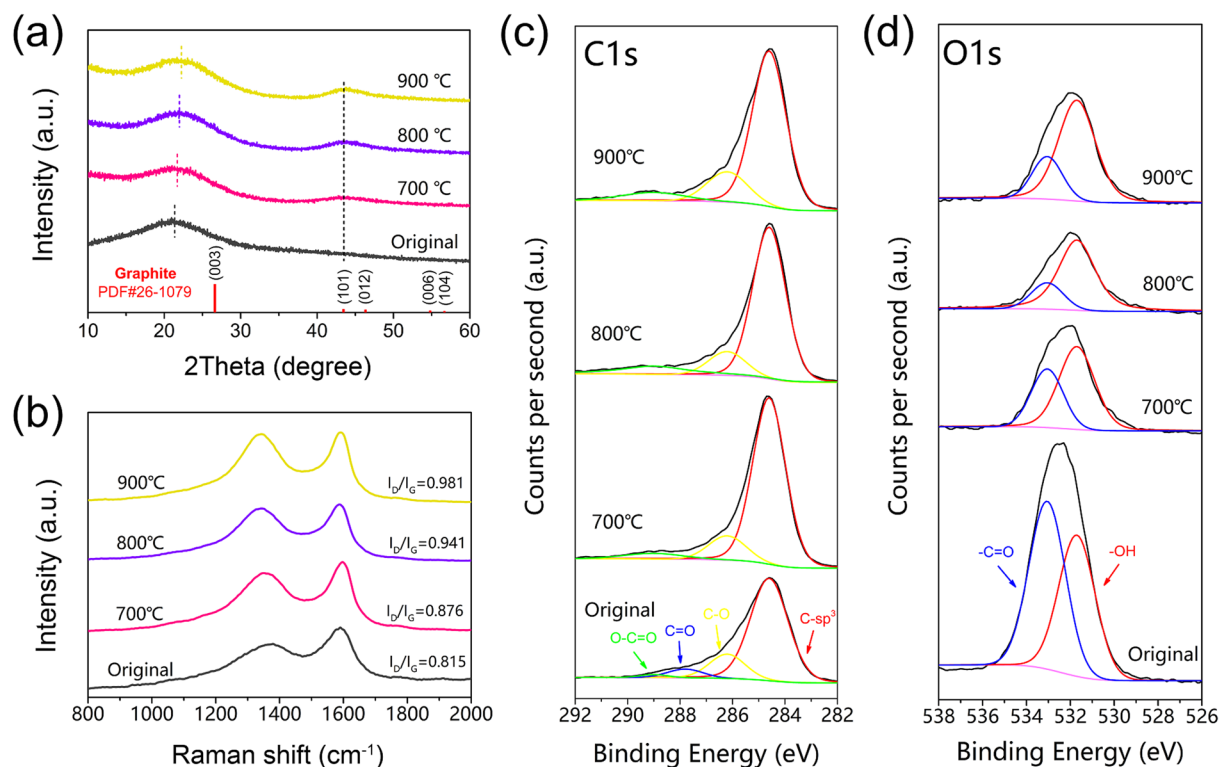 (a)
Intensity (a.u.)
900 ℃
800 ℃
700 ℃
Original
Graphite
PDF#26-1079
(003)
(101)
(012)
(006)
(104)
10 20 30 40 50 60
2Theta (degree)
(b)
Intensity (a.u.)
900℃
I_D/I_G=0.981
800℃
I_D/I_G=0.941
700℃
I_D/I_G=0.876
Original
I_D/I_G=0.815
800 1000 1200 1400 1600 1800 2000
Raman shift (cm⁻¹)
(c)
C1s
Counts per second (a.u.)
900℃
800℃
700℃
Original
O-C=O
C=O
C-O
C-sp³
292 290 288 286 284 282
Binding Energy (eV)
(d)
O1s
Counts per second (a.u.)
900℃
800℃
700℃
-C=O
-OH
Original
538 536 534 532 530 528 526
Binding Energy (eV)